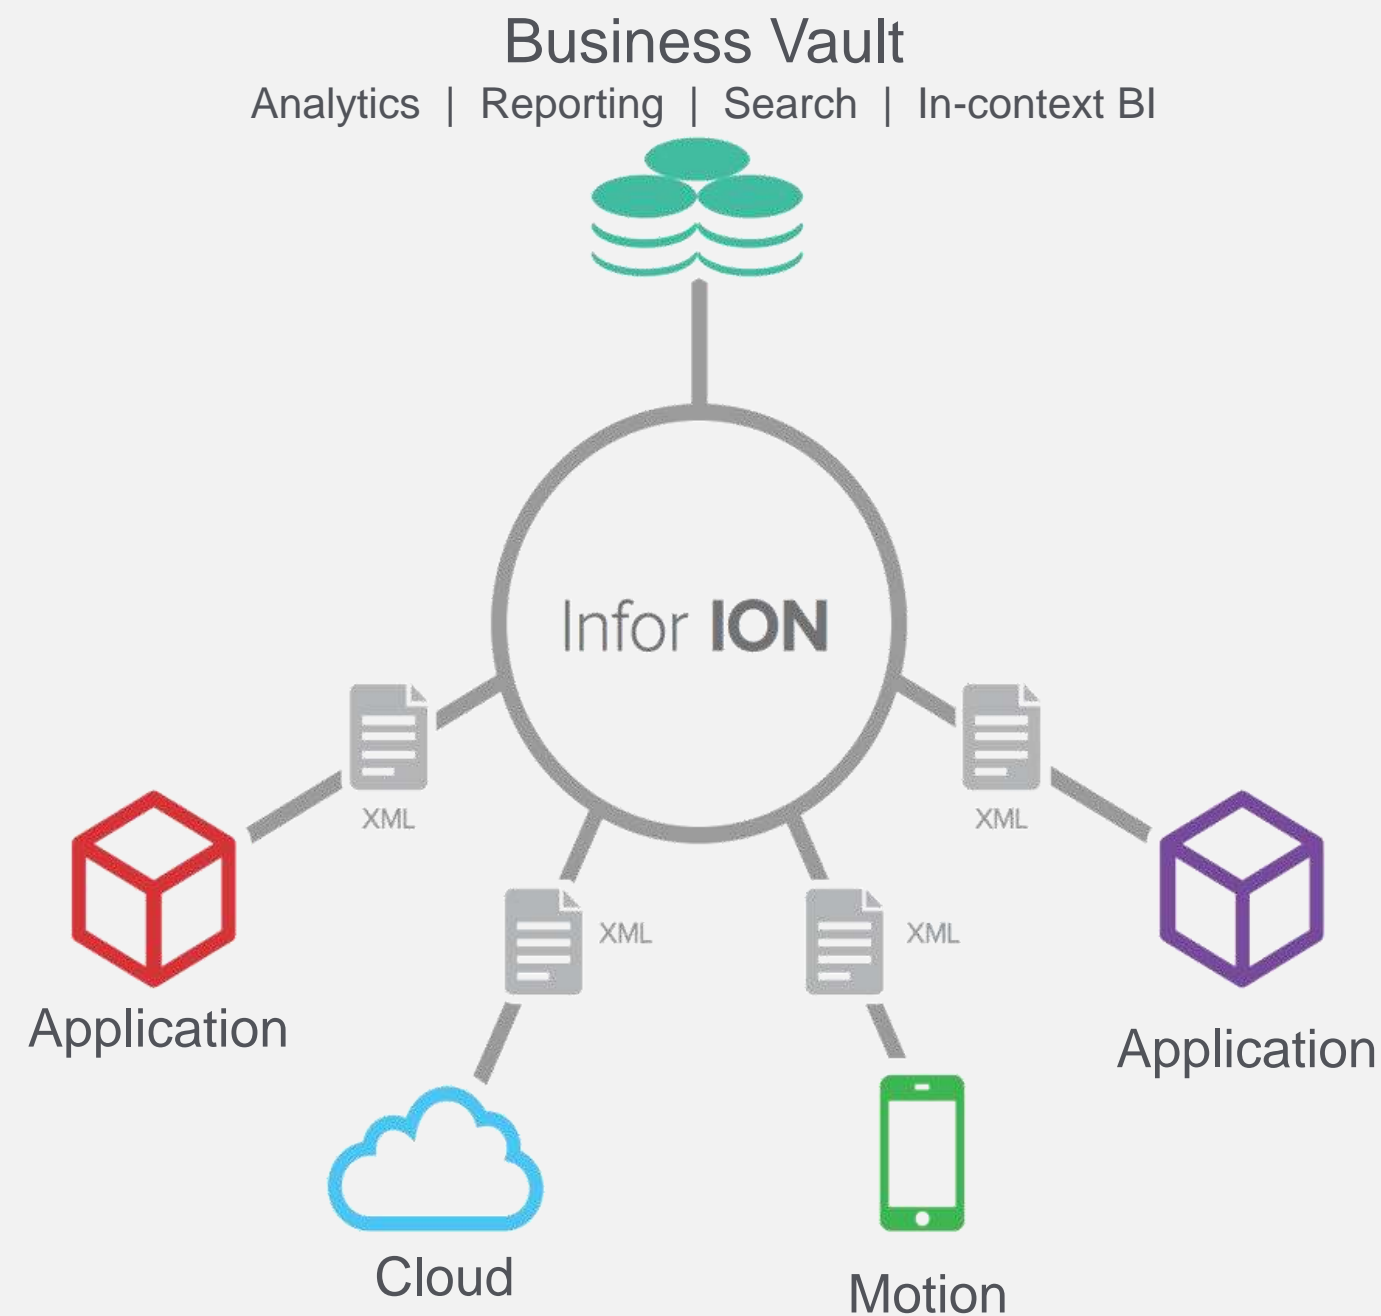 Business Vault
Analytics | Reporting | Search | In-context BI
Infor ION
XML
XML
XML
XML
Application
Application
Cloud
Motion